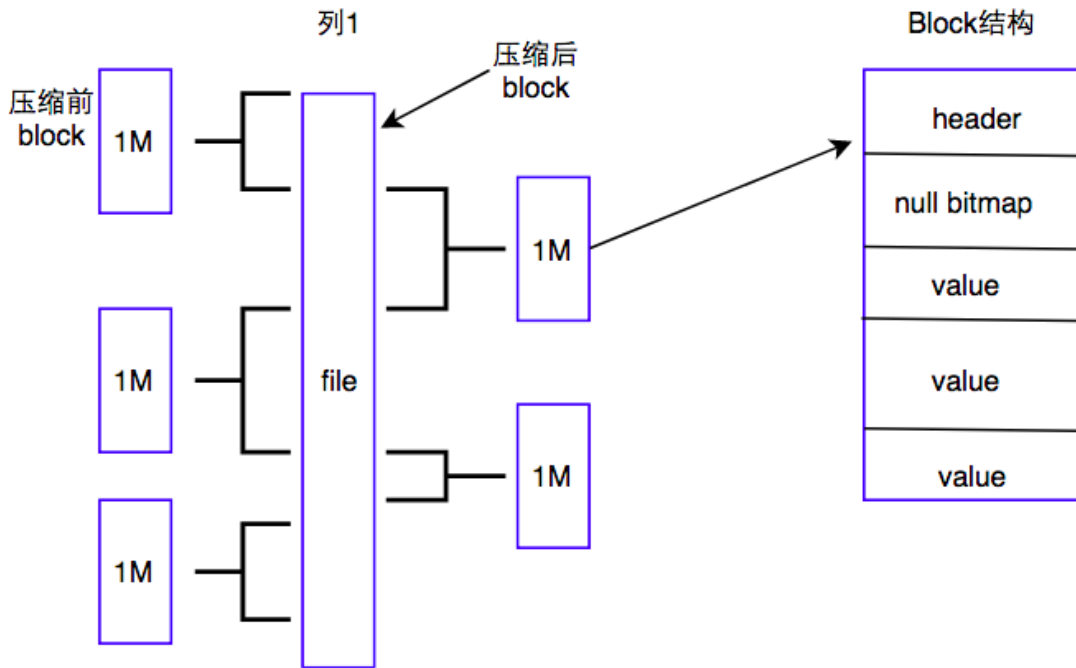 列1
Block结构
压缩后
block
压缩前
block
1M
1M
1M
file
1M
1M
header
null bitmap
value
value
value